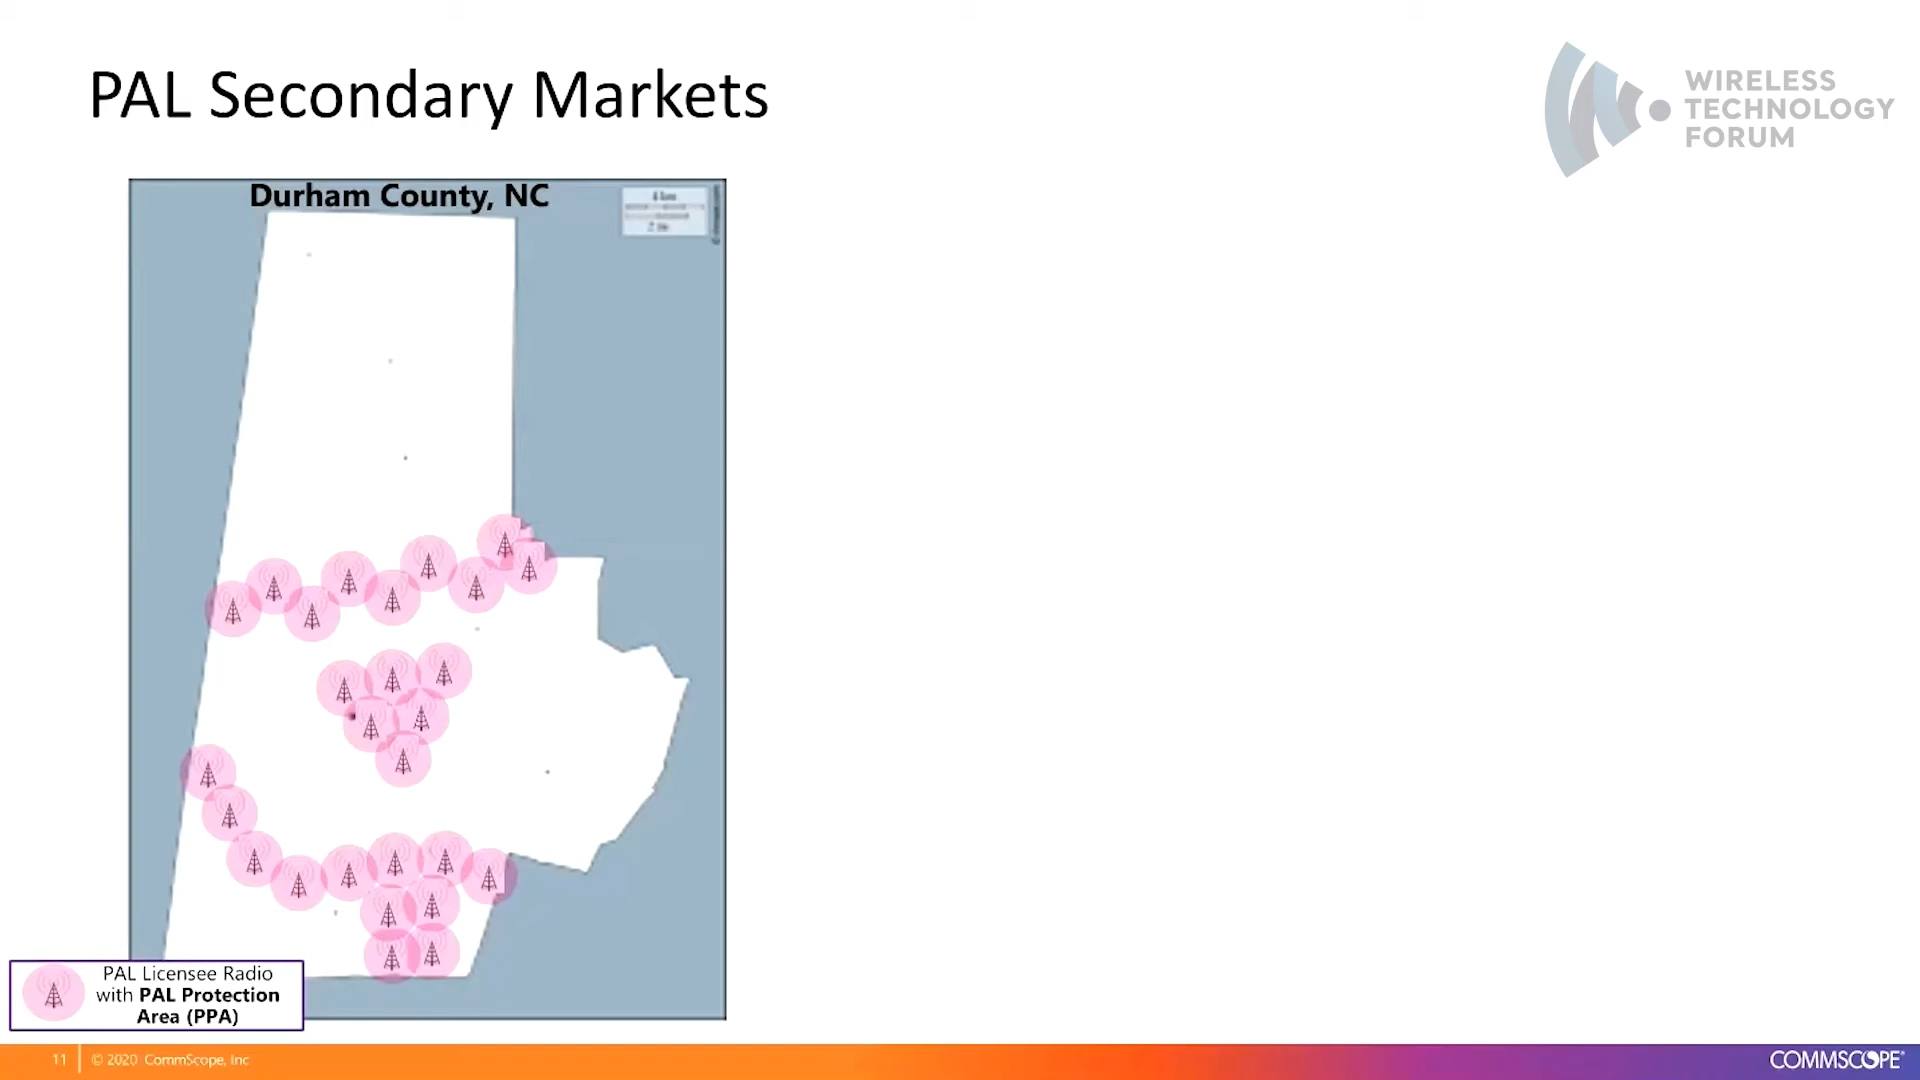 PAL Secondary Markets
WIRELESS
TECHNOLOGY
FORUM
Durham County, NC
PAL Licensee Radio
with PAL Protection
Area (PPA)
11
© 2020 CommScope, Inc
COMMSCOPE